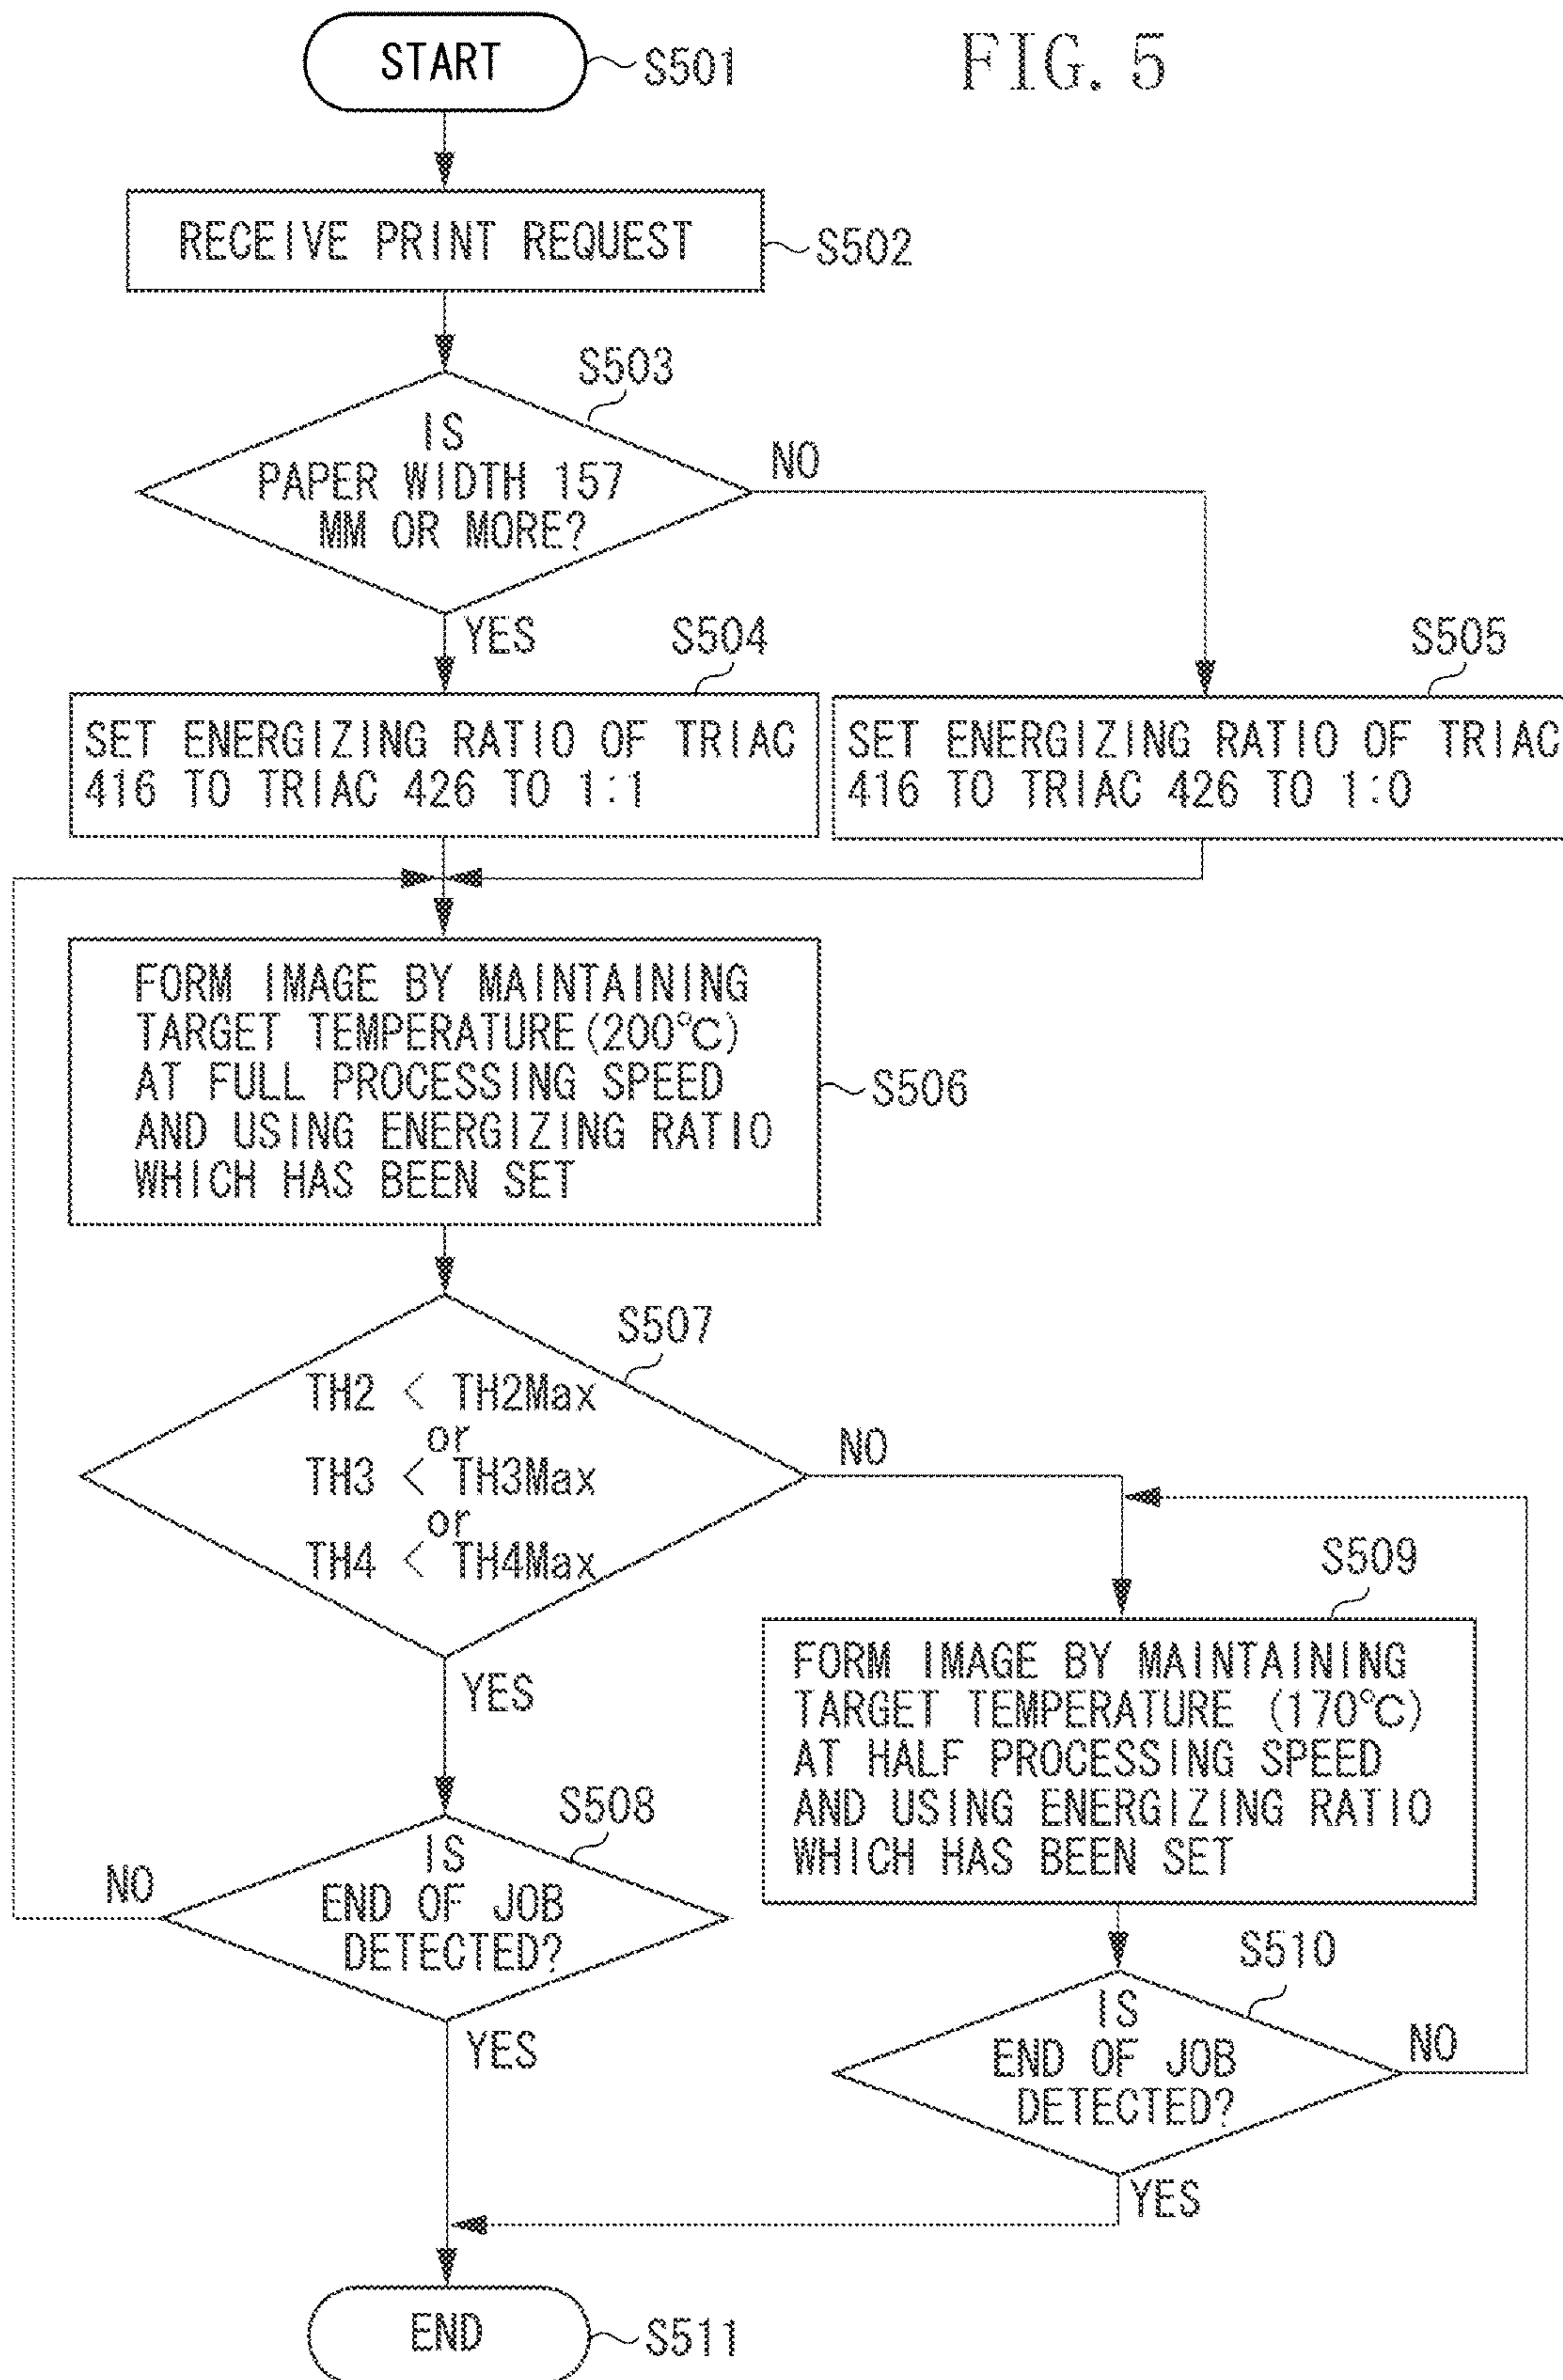 FIG. 5
START
S501
RECEIVE PRINT REQUEST
S502
S503
IS
PAPER WIDTH 157
MM OR MORE?
NO
YES
S504
SET ENERGIZING RATIO OF TRIAC
416 TO TRIAC 426 TO 1:1
S505
SET ENERGIZING RATIO OF TRIAC
416 TO TRIAC 426 TO 1:0
FORM IMAGE BY MAINTAINING
TARGET TEMPERATURE(200℃)
AT FULL PROCESSING SPEED
AND USING ENERGIZING RATIO
WHICH HAS BEEN SET
S506
S507
TH2 < TH2Max
or
TH3 < TH3Max
or
TH4 < TH4Max
NO
YES
S509
FORM IMAGE BY MAINTAINING
TARGET TEMPERATURE (170℃)
AT HALF PROCESSING SPEED
AND USING ENERGIZING RATIO
WHICH HAS BEEN SET
S508
IS
END OF JOB
DETECTED?
NO
YES
S510
IS
END OF JOB
DETECTED?
NO
YES
END
S511